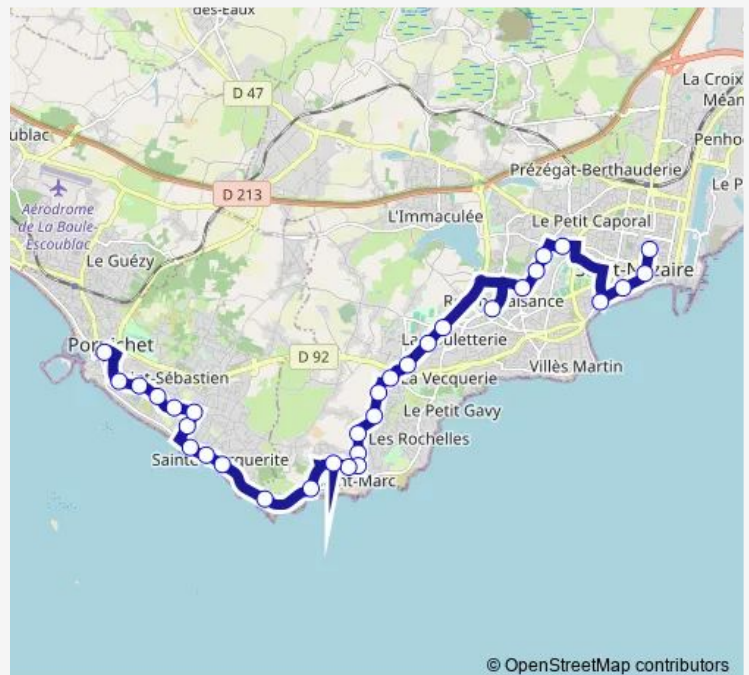 des-Eaux
D 47
La Croix
Méan
ublac
Penho
Prézégat-Berthauderie
D 213
Le P
Aérodrome
de La Baule-
Escoublac
L'Immaculée
Le Petit Caporal
Le Guézy
D 92
Villès Martin
La Vecquerie
Le Petit Gavy
Les Rochelles
© OpenStreetMap contributors